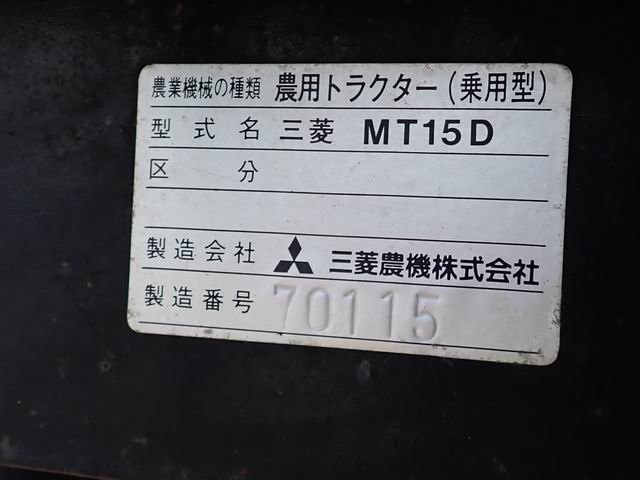 農業機械の種類 農用トラクター(乗用型)
型式名 三菱 MT15D
区分
製造会社 三菱農機株式会社
製造番号 70115